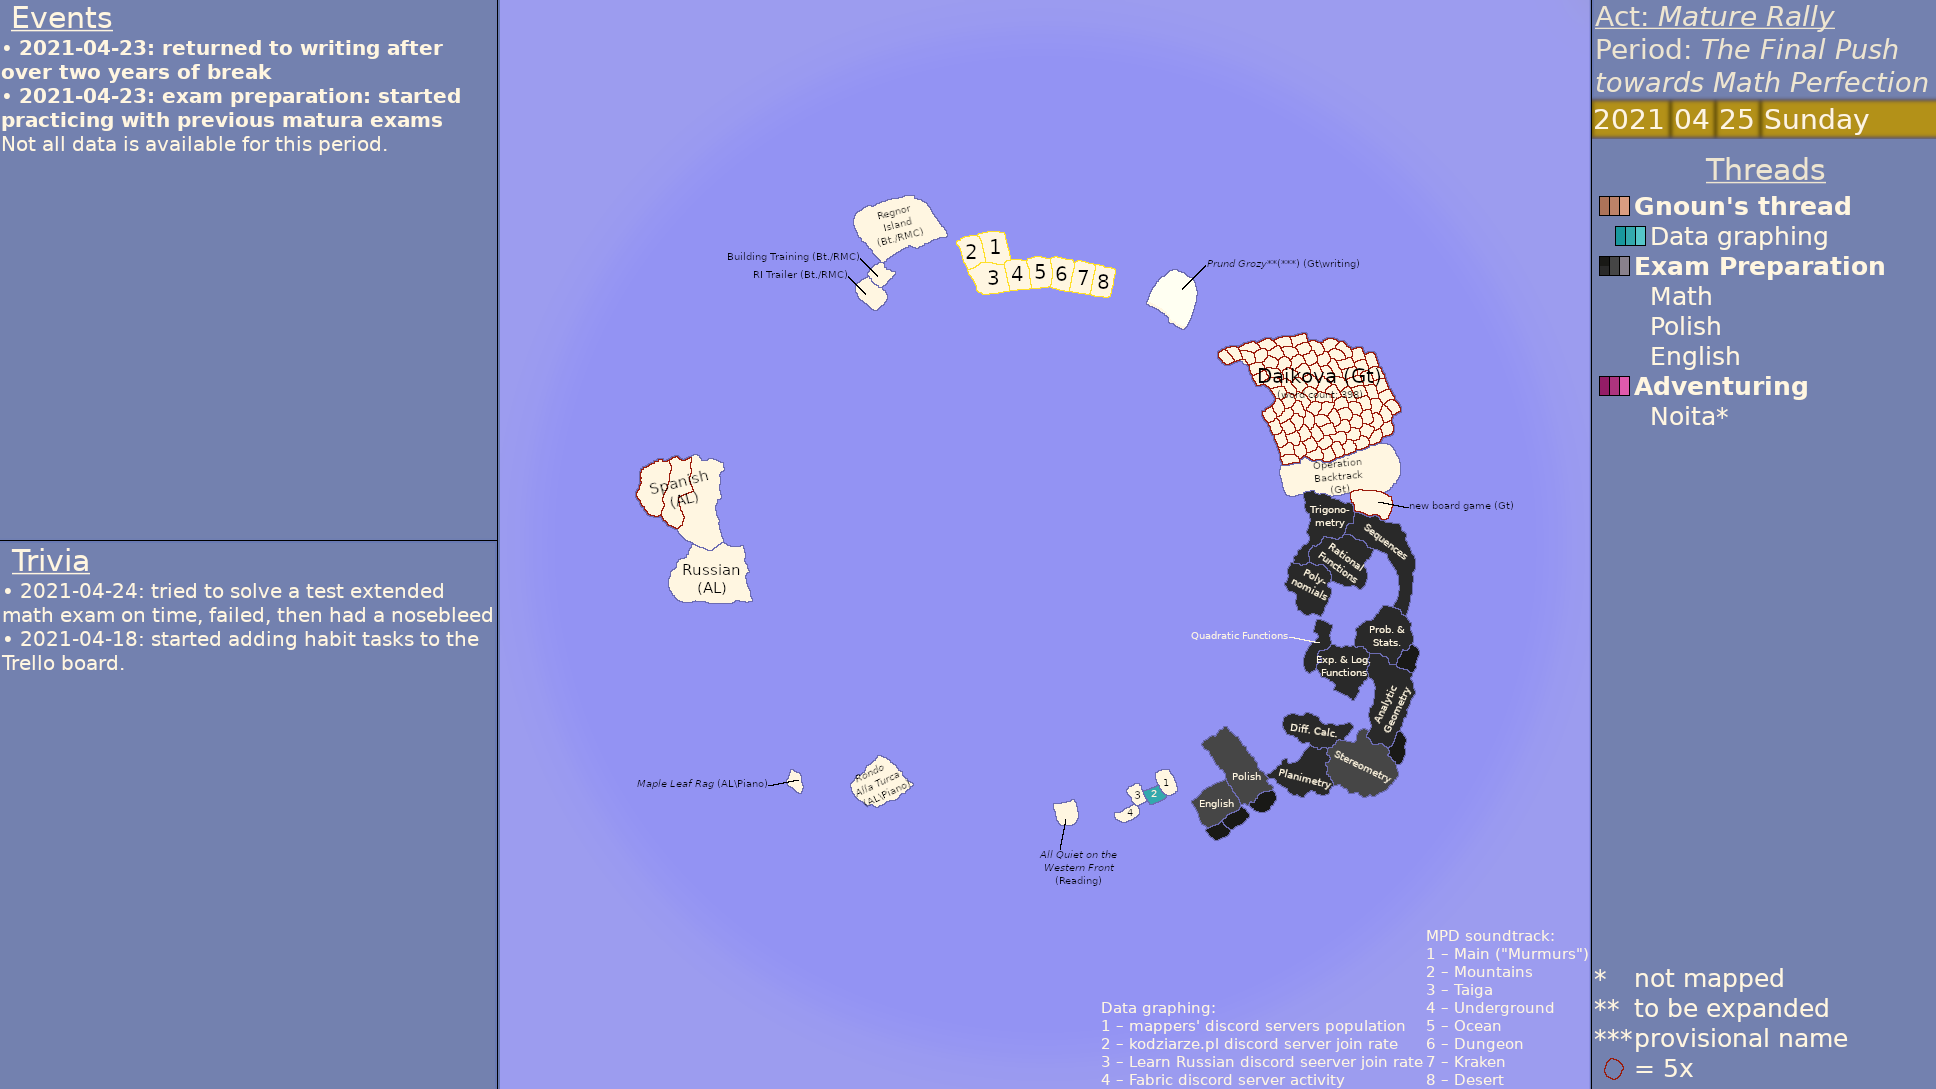 Events
• 2021-04-23: returned to writing after
over two years of break
• 2021-04-23: exam preparation: started
practicing with previous matura exams
Not all data is available for this period.
Trivia
• 2021-04-24: tried to solve a test extended
math exam on time, failed, then had a nosebleed
• 2021-04-18: started adding habit tasks to the
Trello board.
Regnor
Island
(Bt./RMC)
Building Training (Bt./RMC)
RI Trailer (Bt./RMC)
2 1
3 4 5 6 7 8
Prund Grozy**(***) (Gt\writing)
Daikova (Gt)
(word count: 398)
Operation
Backtrack
(Gt)
new board game (Gt)
Trigono-
metry
Sequences
Rational
Functions
Poly-
nomials
Quadratic Functions
Prob. &
Stats.
Exp. & Log.
Functions
Analytic
Geometry
Diff. Calc.
Stereometry
Planimetry
Polish
English
Spanish
(AL)
Russian
(AL)
Maple Leaf Rag (AL\Piano)
Rondo
Alla Turca
(AL\Piano)
1
2
3
4
All Quiet on the
Western Front
(Reading)
Data graphing:
1 – mappers' discord servers population
2 – kodziarze.pl discord server join rate
3 – Learn Russian discord seerver join rate
4 – Fabric discord server activity
MPD soundtrack:
1 – Main ("Murmurs")
2 – Mountains
3 – Taiga
4 – Underground
5 – Ocean
6 – Dungeon
7 – Kraken
8 – Desert
Act: Mature Rally
Period: The Final Push
towards Math Perfection
2021 04 25 Sunday
Threads
Gnoun's thread
Data graphing
Exam Preparation
Math
Polish
English
Adventuring
Noita*
* not mapped
** to be expanded
***provisional name
= 5x